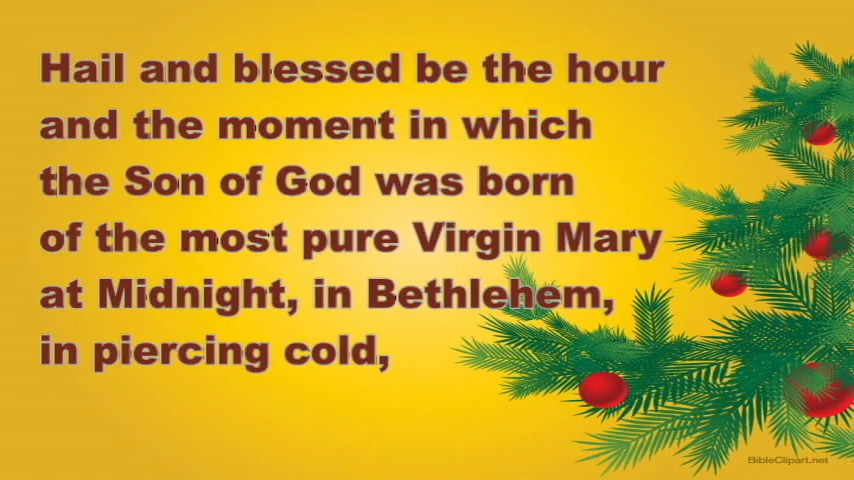 Hail and blessed be the hour
and the moment in which
the Son of God was born
of the most pure Virgin Mary
at Midnight, in Bethlehem,
in piercing cold,
BibleClipart.net